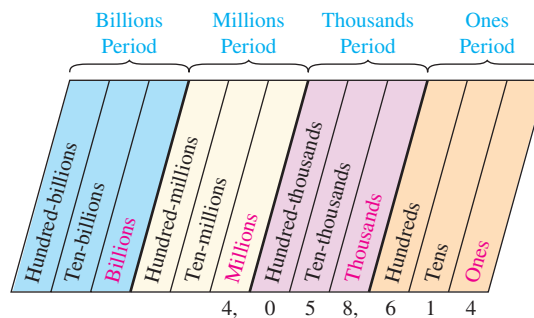 Billions Millions Thousands Ones
Period Period Period Period
Hundred-billions
Ten-billions
Billions
Hundred-millions
Ten-millions
Millions
Hundred-thousands
Ten-thousands
Thousands
Hundreds
Tens
Ones
4, 0 5 8, 6 1 4